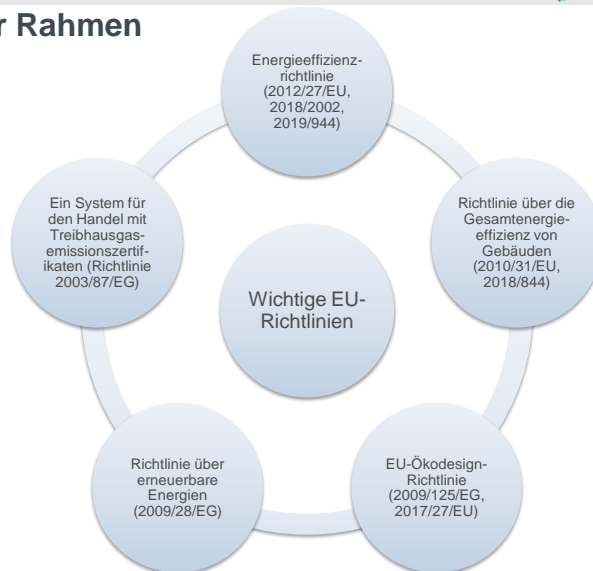 r Rahmen
Energieeffizienz-
richtlinie
(2012/27/EU,
2018/2002,
2019/944)
Richtlinie über die
Gesamtenergie-
effizienz von
Gebäuden
(2010/31/EU,
2018/844)
EU-Ökodesign-
Richtlinie
(2009/125/EG,
2017/27/EU)
Richtlinie über
erneuerbare
Energien
(2009/28/EG)
Ein System für
den Handel mit
Treibhausgas-
emissionszertif-
ikaten (Richtlinie
2003/87/EG)
Wichtige EU-
Richtlinien